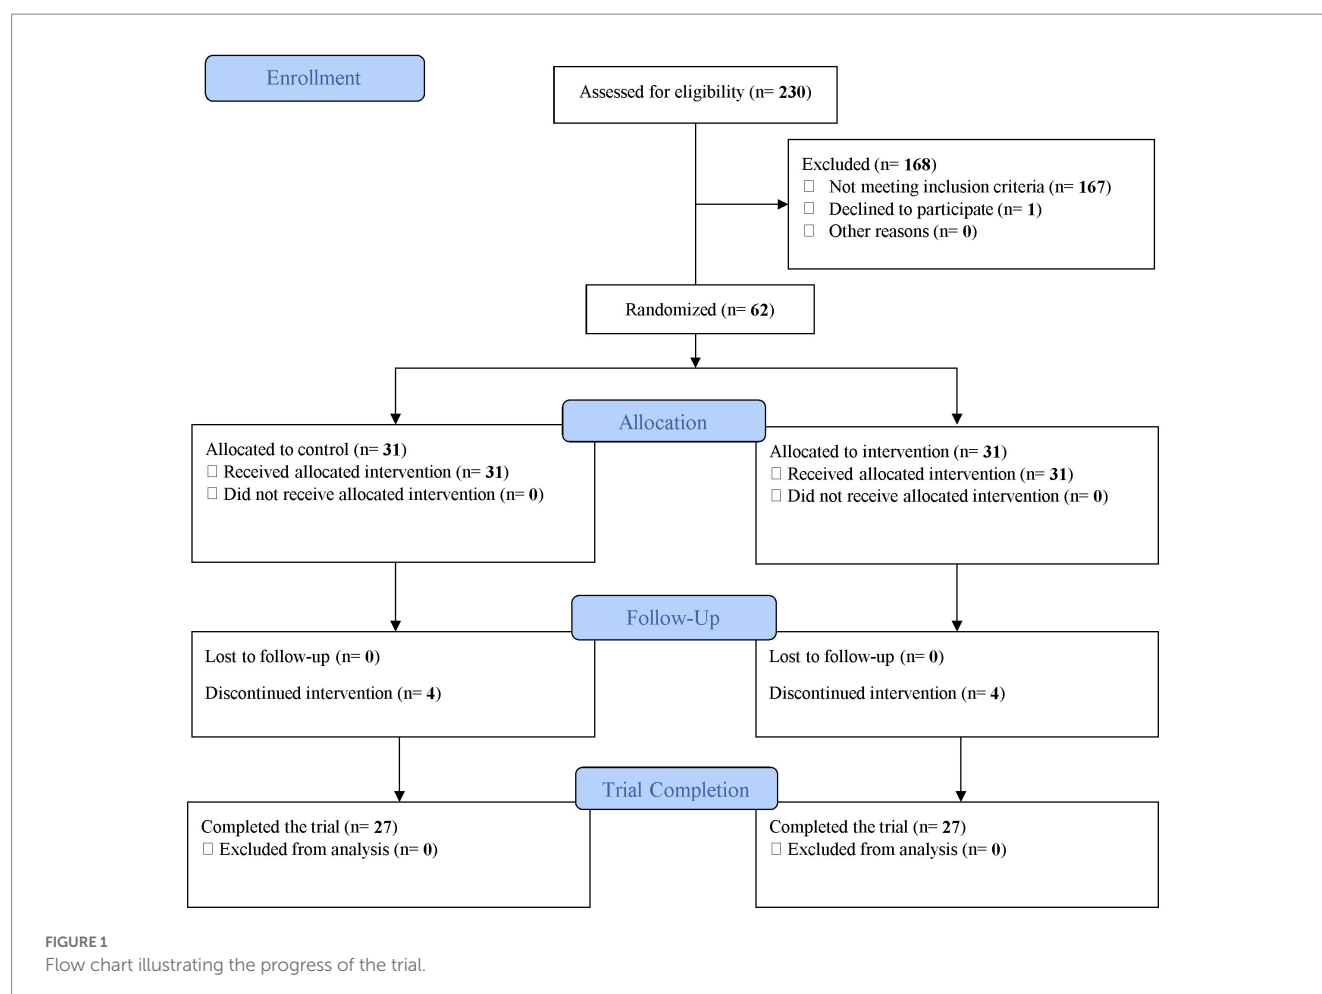 Enrollment
Assessed for eligibility (n= 230)
Excluded (n= 168)
□ Not meeting inclusion criteria (n= 167)
□ Declined to participate (n= 1)
□ Other reasons (n= 0)
Randomized (n= 62)
Allocation
Allocated to control (n= 31)
□ Received allocated intervention (n= 31)
□ Did not receive allocated intervention (n= 0)
Allocated to intervention (n= 31)
□ Received allocated intervention (n= 31)
□ Did not receive allocated intervention (n= 0)
Follow-Up
Lost to follow-up (n= 0)
Discontinued intervention (n= 4)
Lost to follow-up (n= 0)
Discontinued intervention (n= 4)
Trial Completion
Completed the trial (n= 27)
□ Excluded from analysis (n= 0)
Completed the trial (n= 27)
□ Excluded from analysis (n= 0)
FIGURE 1
Flow chart illustrating the progress of the trial.